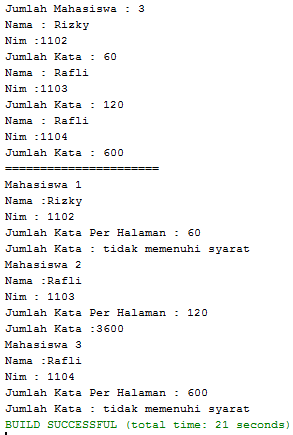 Jumlah Mahasiswa : 3
Nama : Rizky
Nim :1102
Jumlah Kata : 60
Nama : Rafli
Nim :1103
Jumlah Kata : 120
Nama : Rafli
Nim :1104
Jumlah Kata : 600
======================
Mahasiswa 1
Nama :Rizky
Nim : 1102
Jumlah Kata Per Halaman : 60
Jumlah Kata : tidak memenuhi syarat
Mahasiswa 2
Nama :Rafli
Nim : 1103
Jumlah Kata Per Halaman : 120
Jumlah Kata :3600
Mahasiswa 3
Nama :Rafli
Nim : 1104
Jumlah Kata Per Halaman : 600
Jumlah Kata : tidak memenuhi syarat
BUILD SUCCESSFUL (total time: 21 seconds)